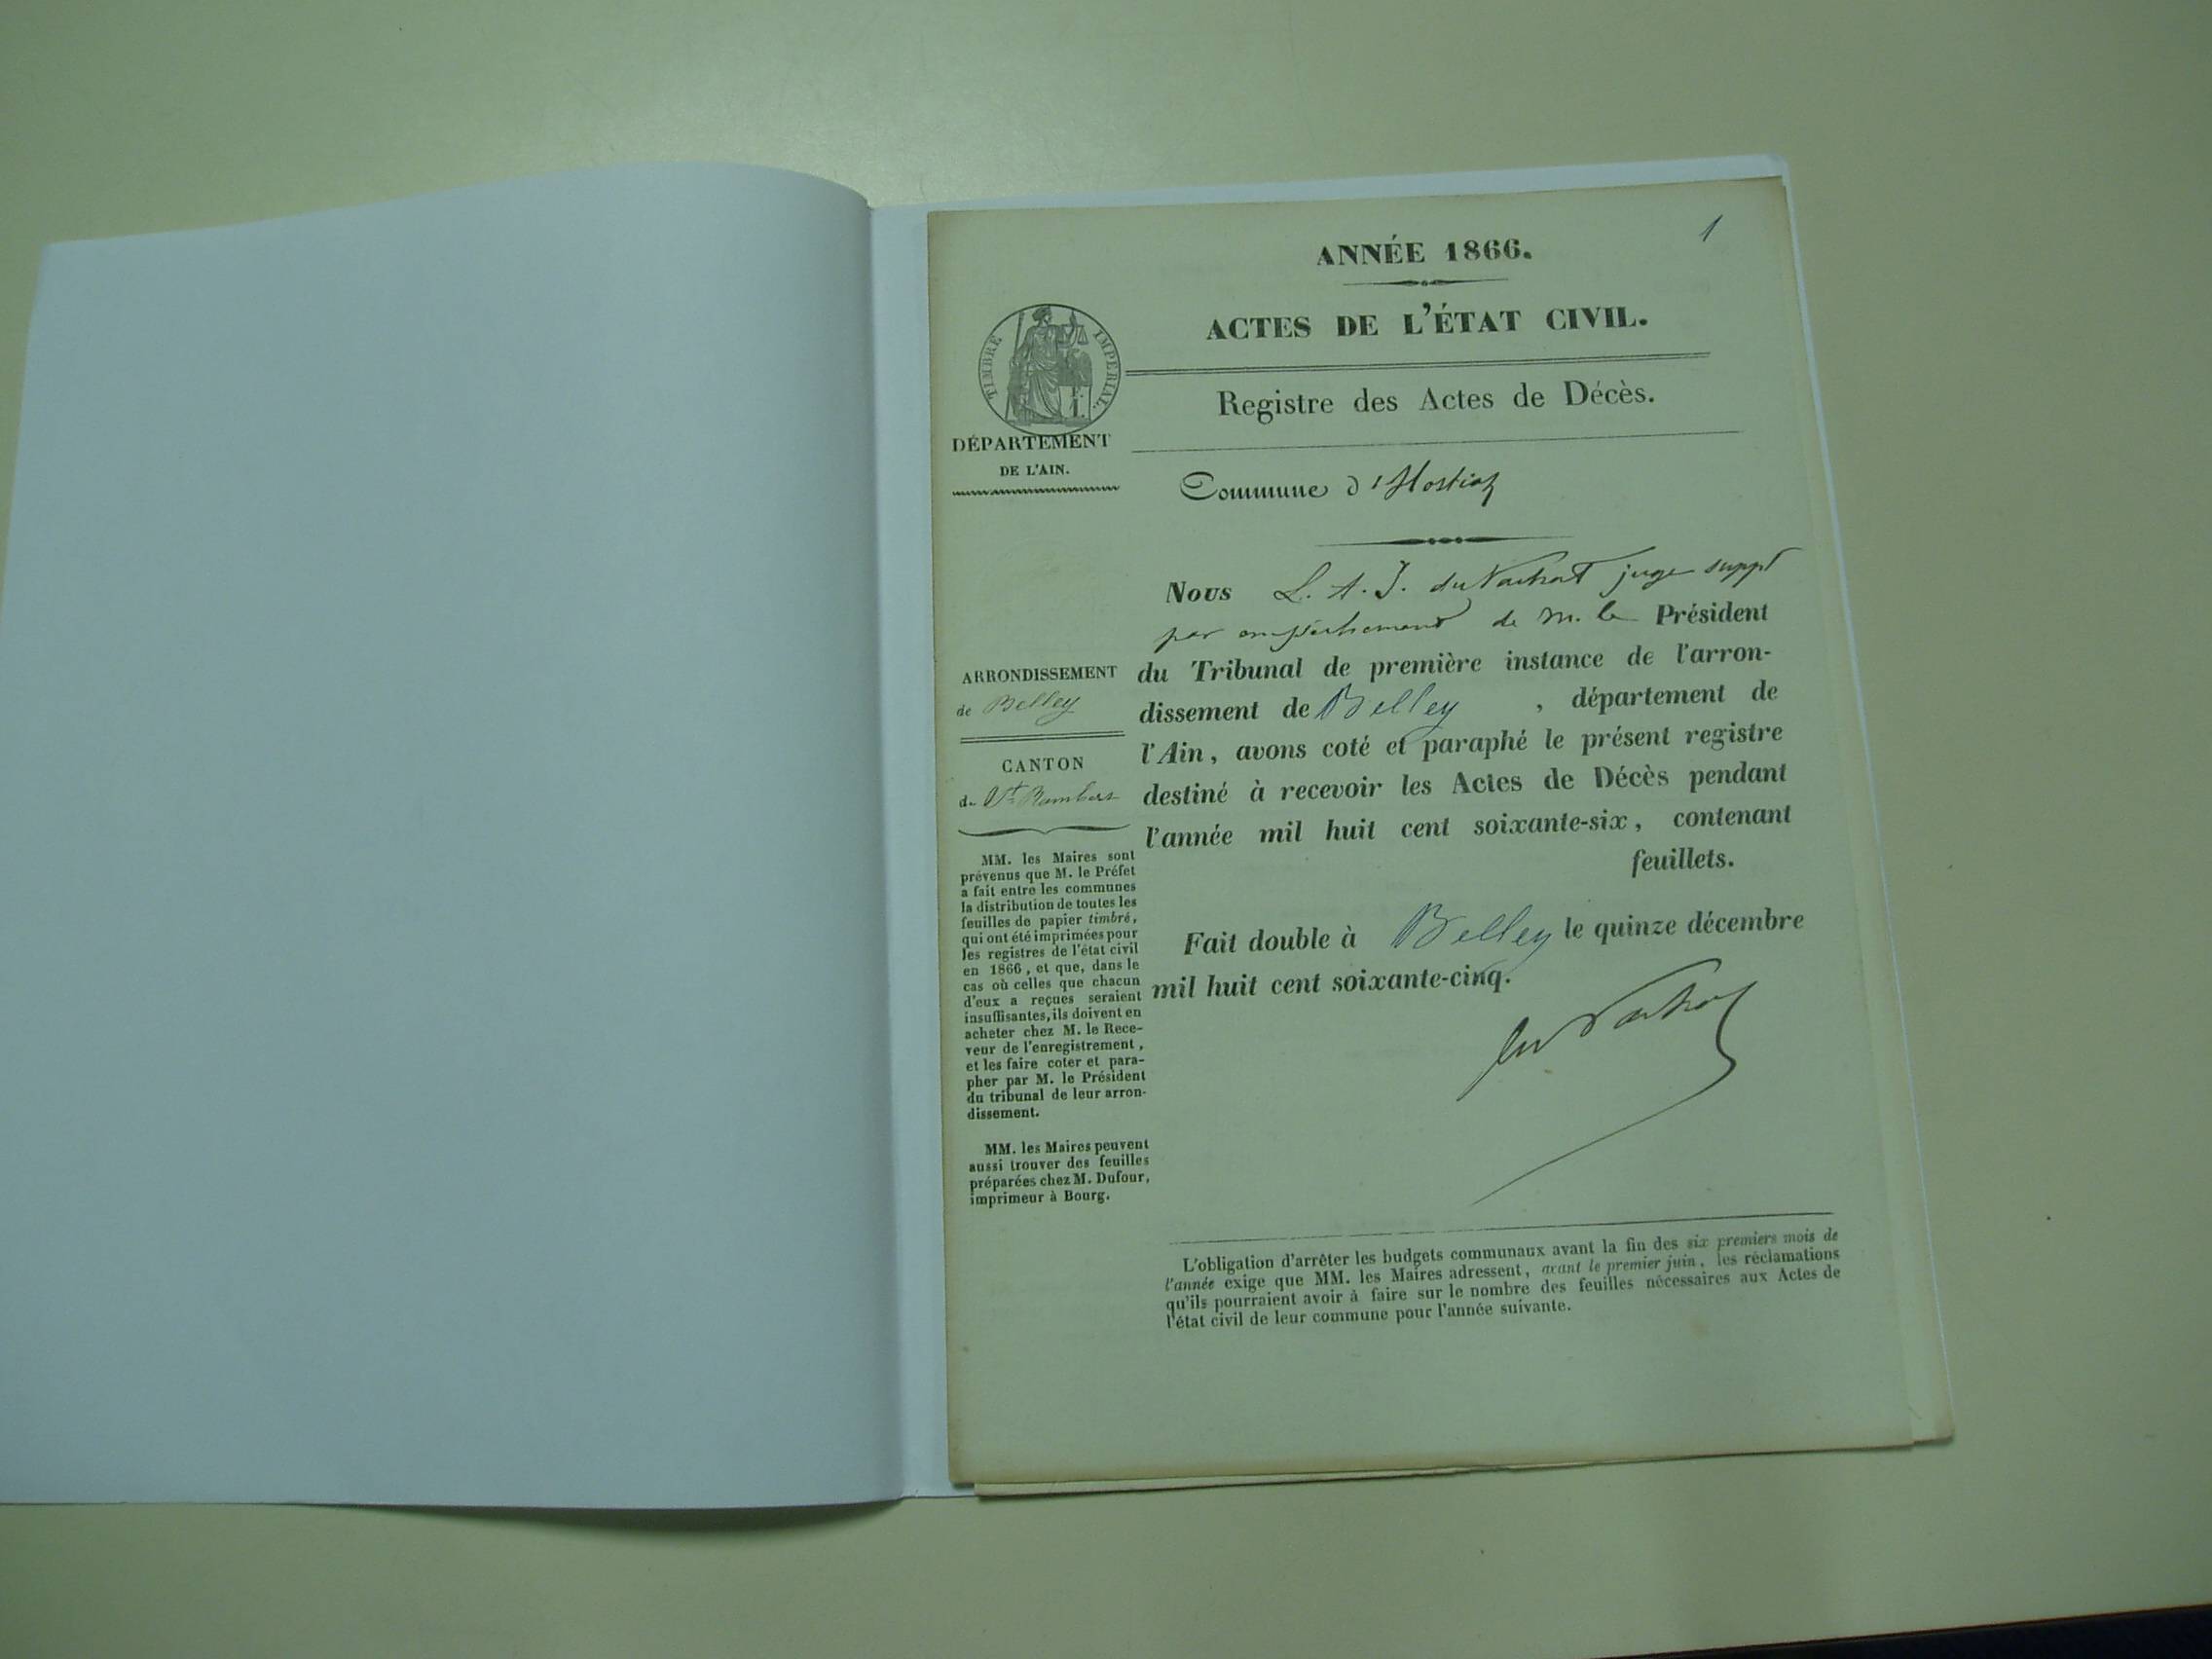 1
ANNÉE 1866.
ACTES DE L'ÉTAT CIVIL.
TIMBRE IMPERIAL.
Registre des Actes de Décès.
DÉPARTEMENT
DE L'AIN.
Commune d'Hostiaz
Nous L. A. J. du juge suppt
par empêchement de m. le Président
du Tribunal de première instance de l'arron-
dissement de Belley, département de
l'Ain, avons coté et paraphé le présent registre
destiné à recevoir les Actes de Décès pendant
l'année mil huit cent soixante-six, contenant
feuillets.
Fait double à Belley le quinze décembre
mil huit cent soixante-cinq.
ARRONDISSEMENT
de Belley
CANTON
de St Rambert
MM. les Maires sont
prévenus que M. le Préfet
a fait entre les communes
la distribution de toutes les
feuilles de papier timbré,
qui ont été imprimées pour
les registres de l'état civil
en 1866, et que, dans le
cas où celles que chacun
d'eux a reçues seraient
insuffisantes, ils doivent en
acheter chez M. le Rece-
veur de l'enregistrement,
et les faire coter et para-
pher par M. le Président
du tribunal de leur arron-
dissement.
MM. les Maires peuvent
aussi trouver des feuilles
préparées chez M. Dufour,
imprimeur à Bourg.
L'obligation d'arrêter les budgets communaux avant la fin des six premiers mois de
l'année exige que MM. les Maires adressent, avant le premier juin, les réclamations
qu'ils pourraient avoir à faire sur le nombre des feuilles nécessaires aux Actes de
l'état civil de leur commune pour l'année suivante.